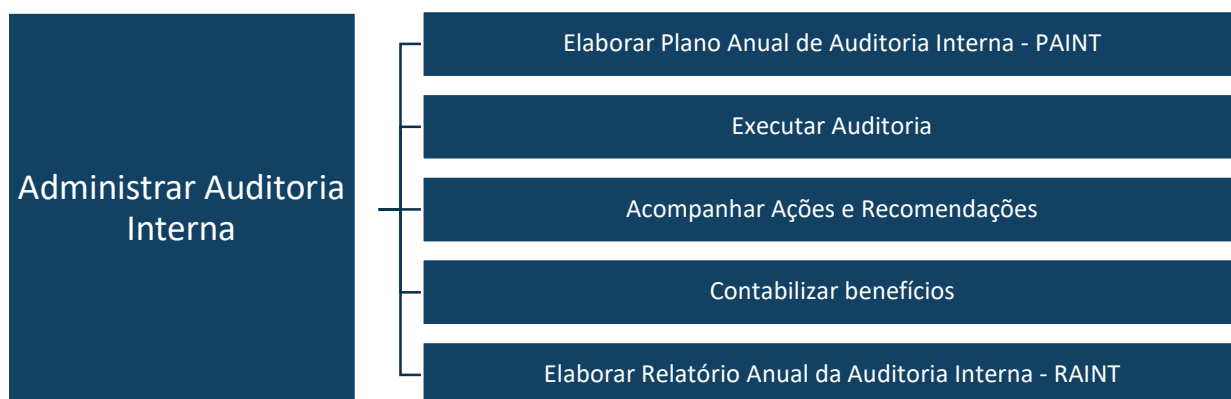 Administrar Auditoria
Interna
Elaborar Plano Anual de Auditoria Interna - PAINT
Executar Auditoria
Acompanhar Ações e Recomendações
Contabilizar benefícios
Elaborar Relatório Anual da Auditoria Interna - RAINT